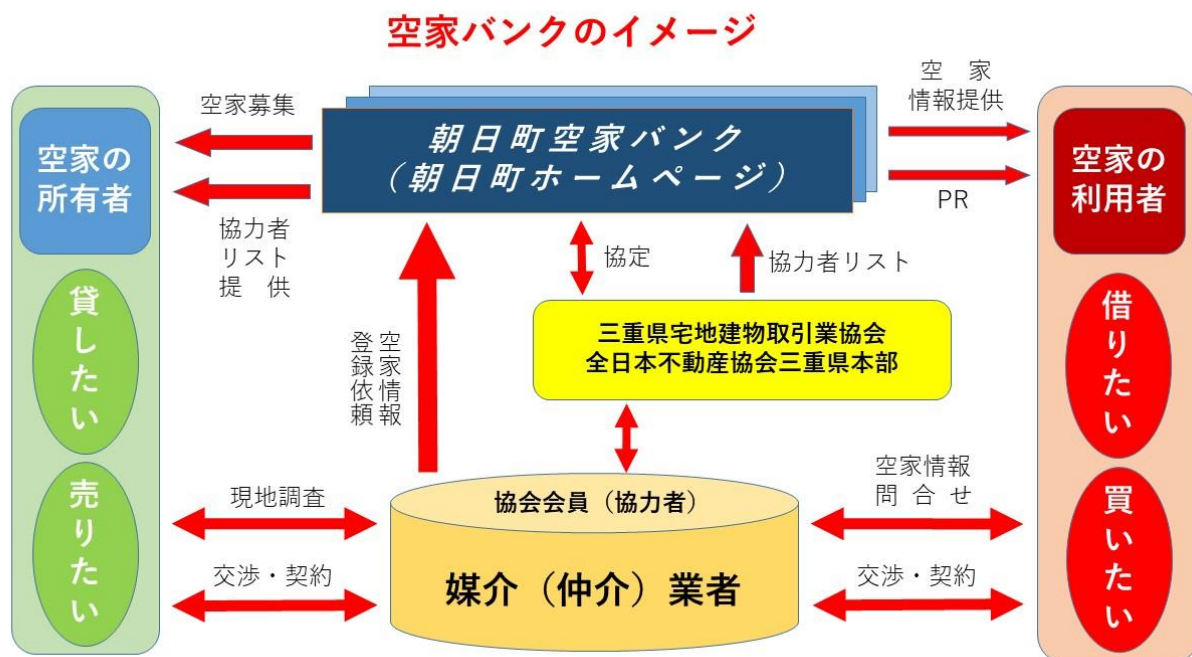 空家バンクのイメージ
空家の
所有者
貸したい
売りたい
空家募集
協力者
リスト
提　供
朝日町空家バンク
（朝日町ホームページ）
空　家
情報提供
PR
空家の
利用者
借りたい
買いたい
協定
協力者リスト
三重県宅地建物取引業協会
全日本不動産協会三重県本部
空家情報
登録依頼
現地調査
交渉・契約
協会会員（協力者）
媒介（仲介）業者
空家情報
問 合 せ
交渉・契約